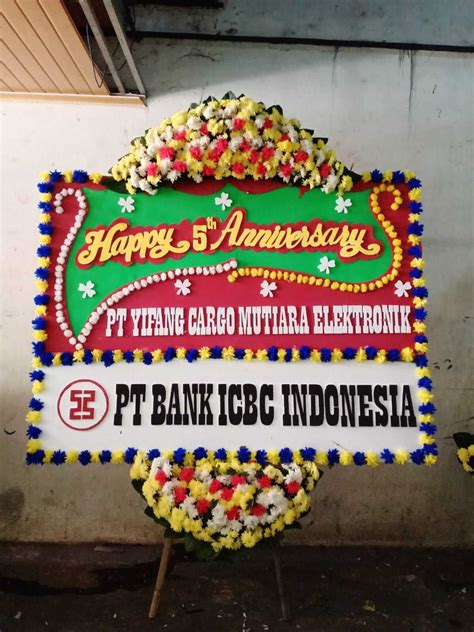 Happy 5th Anniversary
PT YIFANG CARGO MUTIARA ELEKTRONIK
PT BANK ICBC INDONESIA